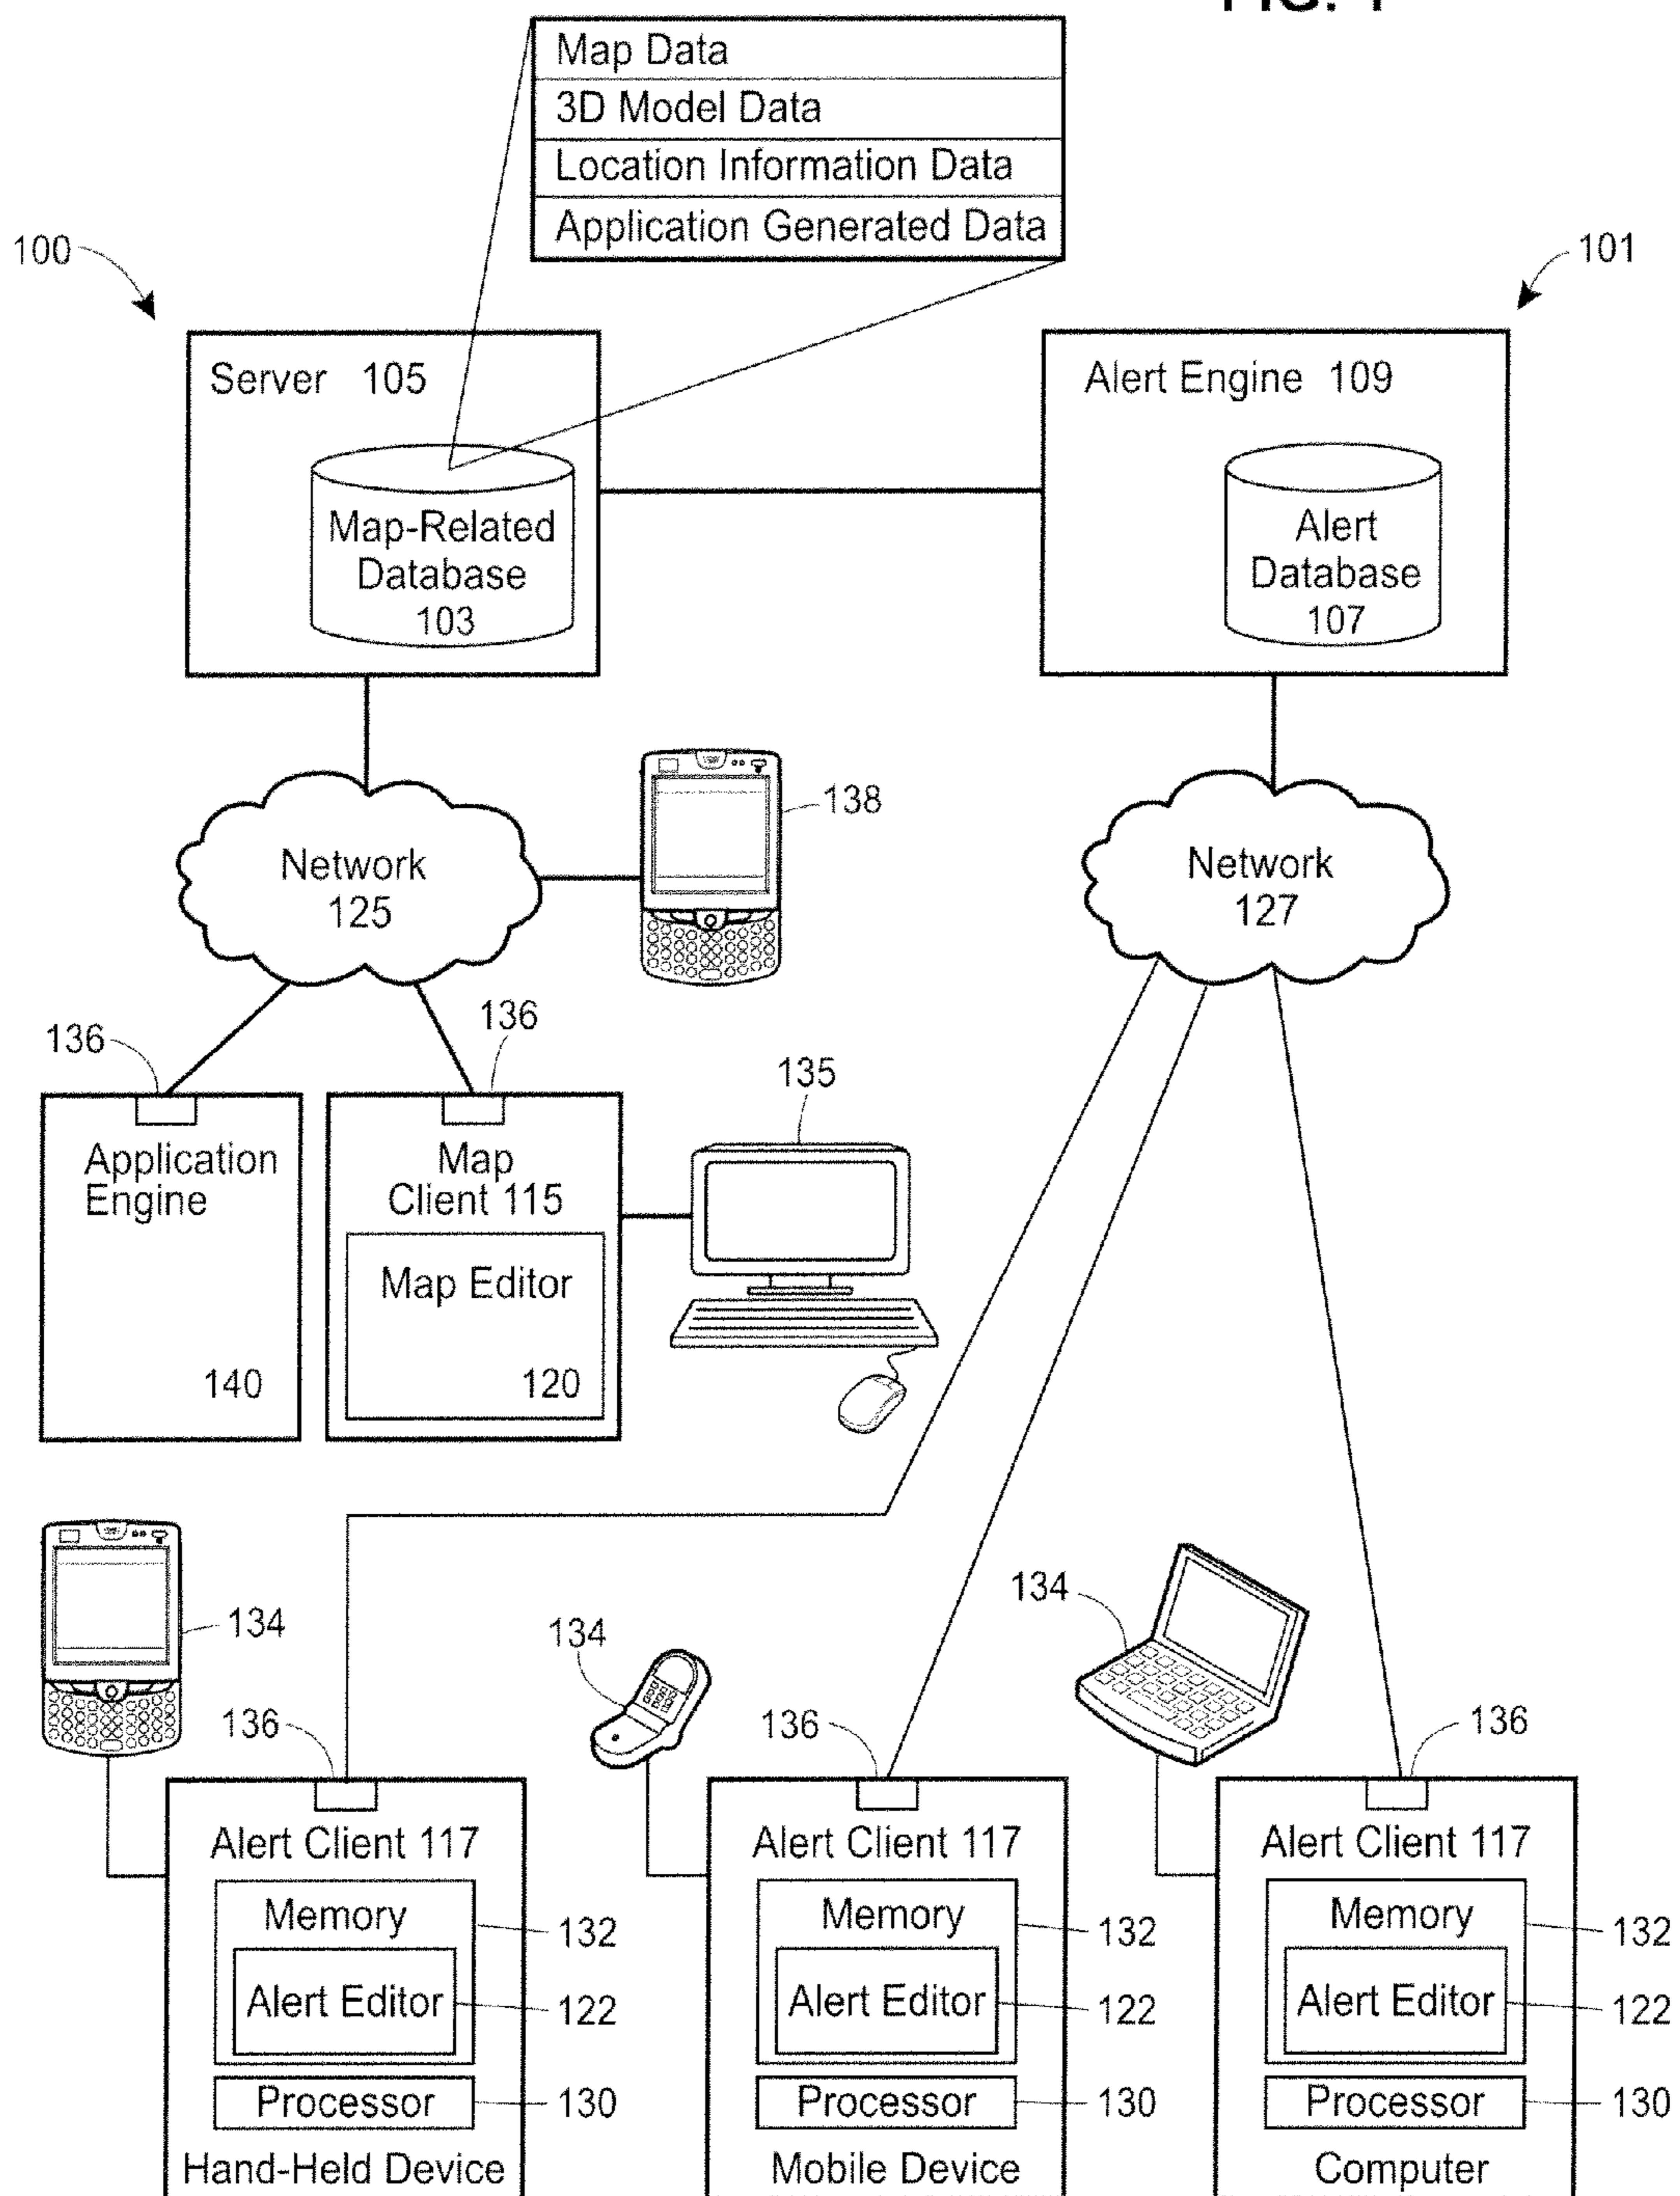 FIG. 1
Map Data
3D Model Data
Location Information Data
Application Generated Data
100
101
Server 105
Alert Engine 109
Map-Related
Database
103
Alert
Database
107
138
Network
125
Network
127
136
136
135
Application
Engine
140
Map
Client 115
Map Editor
120
134
134
134
136
136
136
Alert Client 117
Memory
132
Alert Editor
122
Processor
130
Hand-Held Device
Alert Client 117
Memory
132
Alert Editor
122
Processor
130
Mobile Device
Alert Client 117
Memory
132
Alert Editor
122
Processor
130
Computer